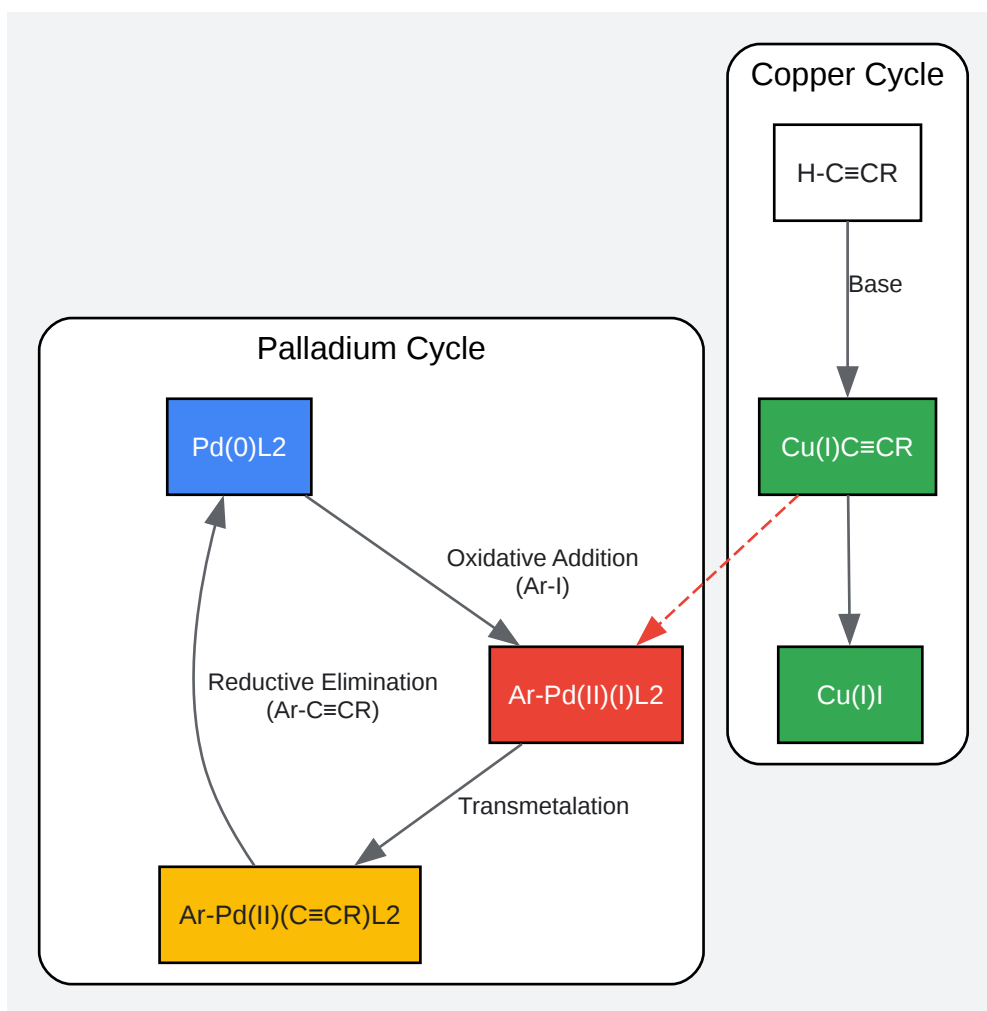 Copper Cycle
H-C≡CR
Base
Palladium Cycle
Pd(0)L2
Cu(I)C≡CR
Oxidative Addition
(Ar-I)
Reductive Elimination
(Ar-C≡CR)
Ar-Pd(II)(I)L2
Cu(I)I
Transmetalation
Ar-Pd(II)(C≡CR)L2